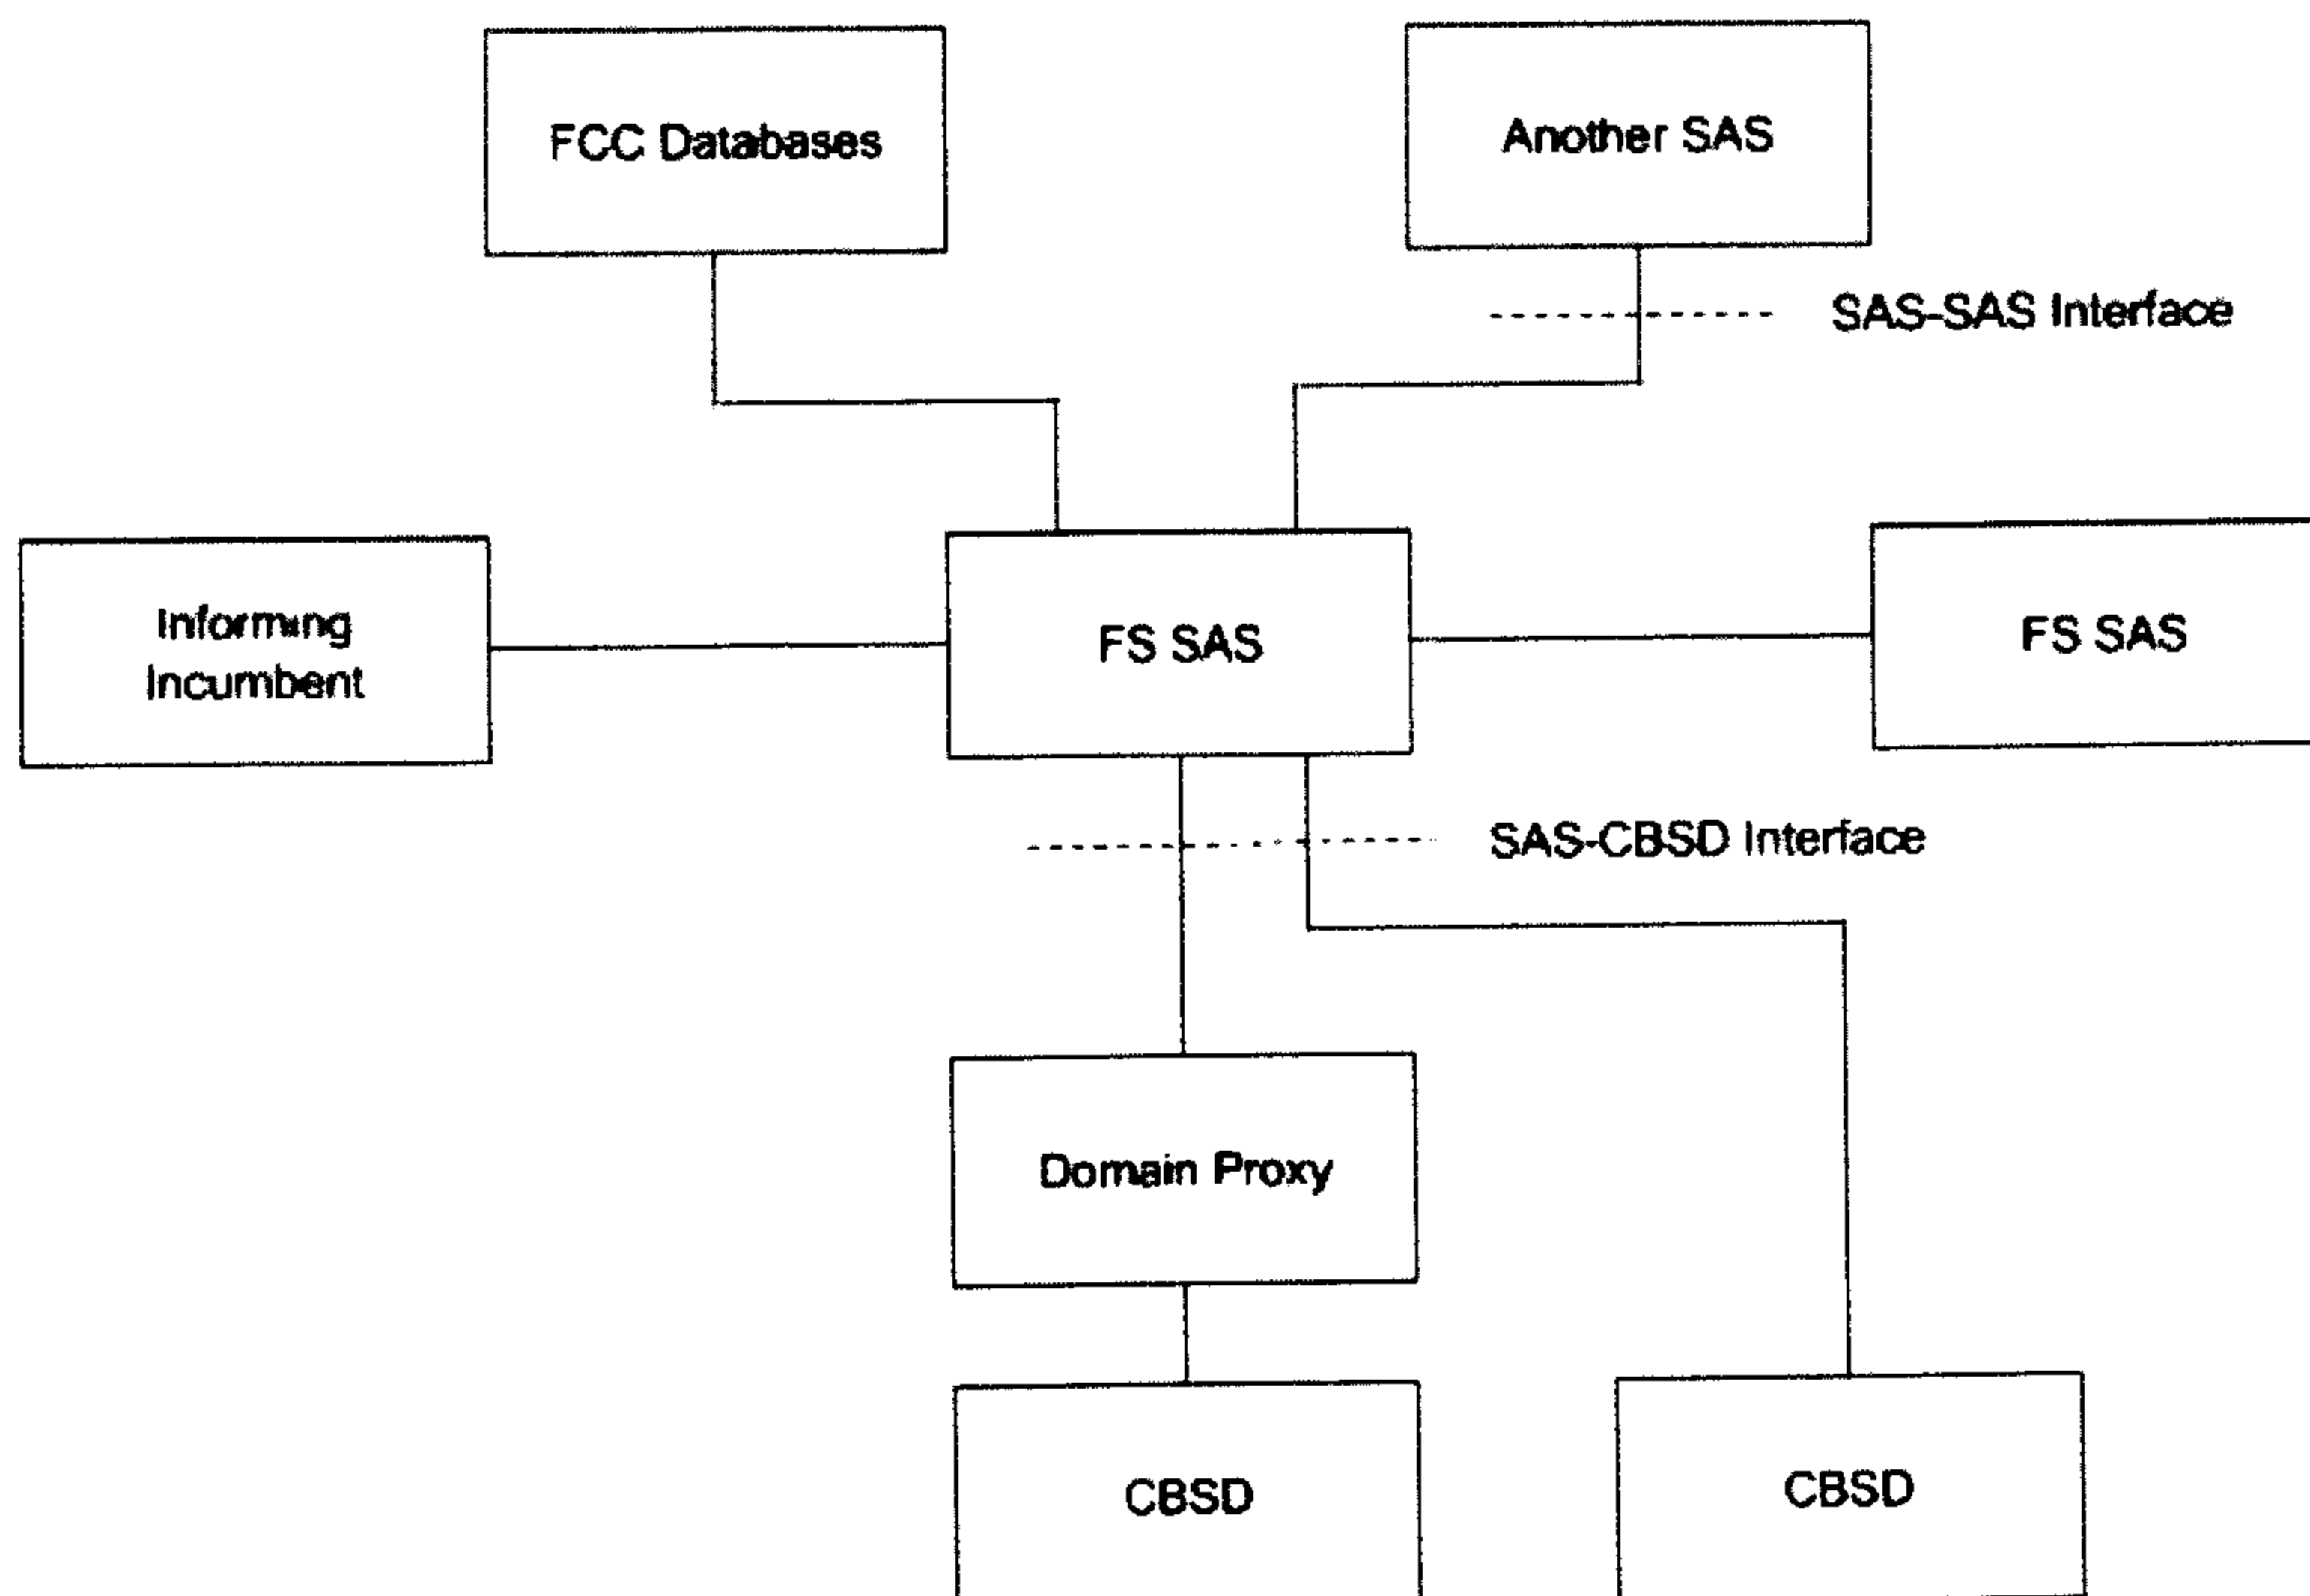 FCC Databases
Another SAS
SAS-SAS Interface
Informing
Incumbent
FS SAS
FS SAS
SAS-CBSD Interface
Domain Proxy
CBSD
CBSD